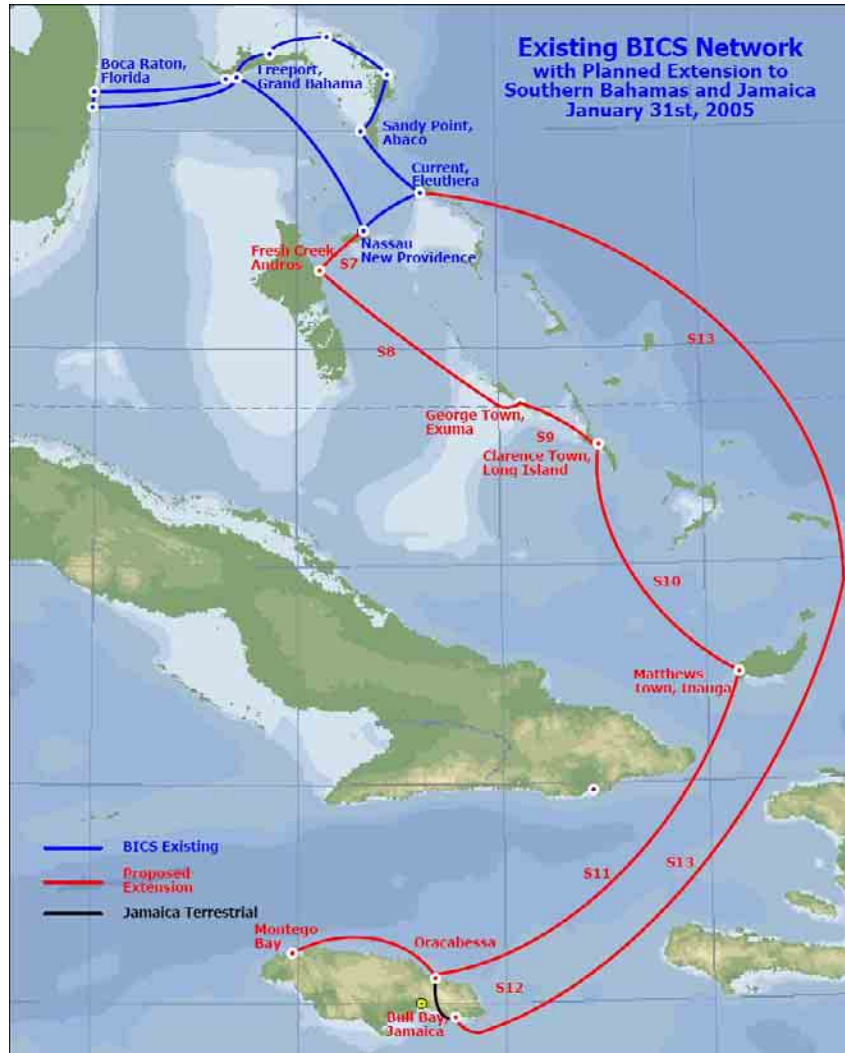 Existing BICS Network
with Planned Extension to
Southern Bahamas and Jamaica
January 31st, 2005
Boca Raton,
Florida
Freeport,
Grand Bahama
Sandy Point,
Abaco
Current,
Eleuthera
Nassau
New Providence
Fresh Creek,
Andros
S7
S8
S13
George Town,
Exuma
S9
Clarence Town,
Long Island
S10
Matthews
Town, Inauga
BICS Existing
Proposed
Extension
Jamaica Terrestrial
S11
S13
Montego
Bay
Oracabessa
S12
Bull Bay,
Jamaica